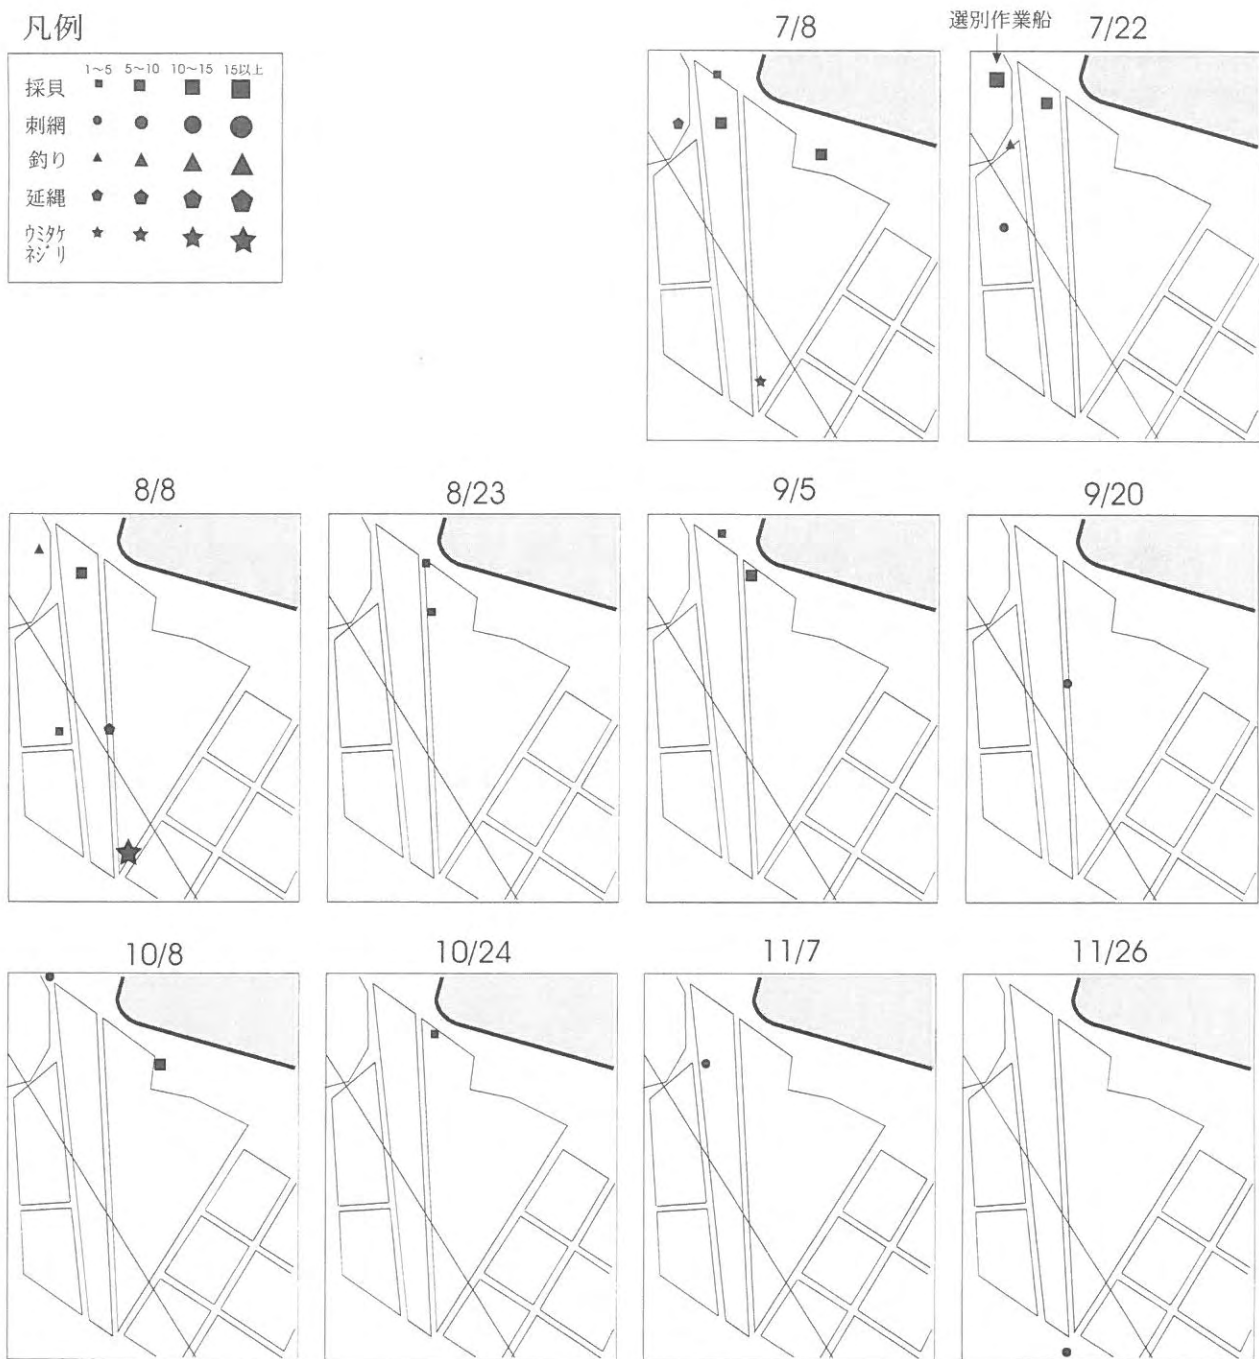 凡例
1～5 5～10 10～15 15以上
採貝
刺網
釣り
延縄
ウミタケ
ネジリ
7/8
選別作業船
7/22
8/8
8/23
9/5
9/20
10/8
10/24
11/7
11/26